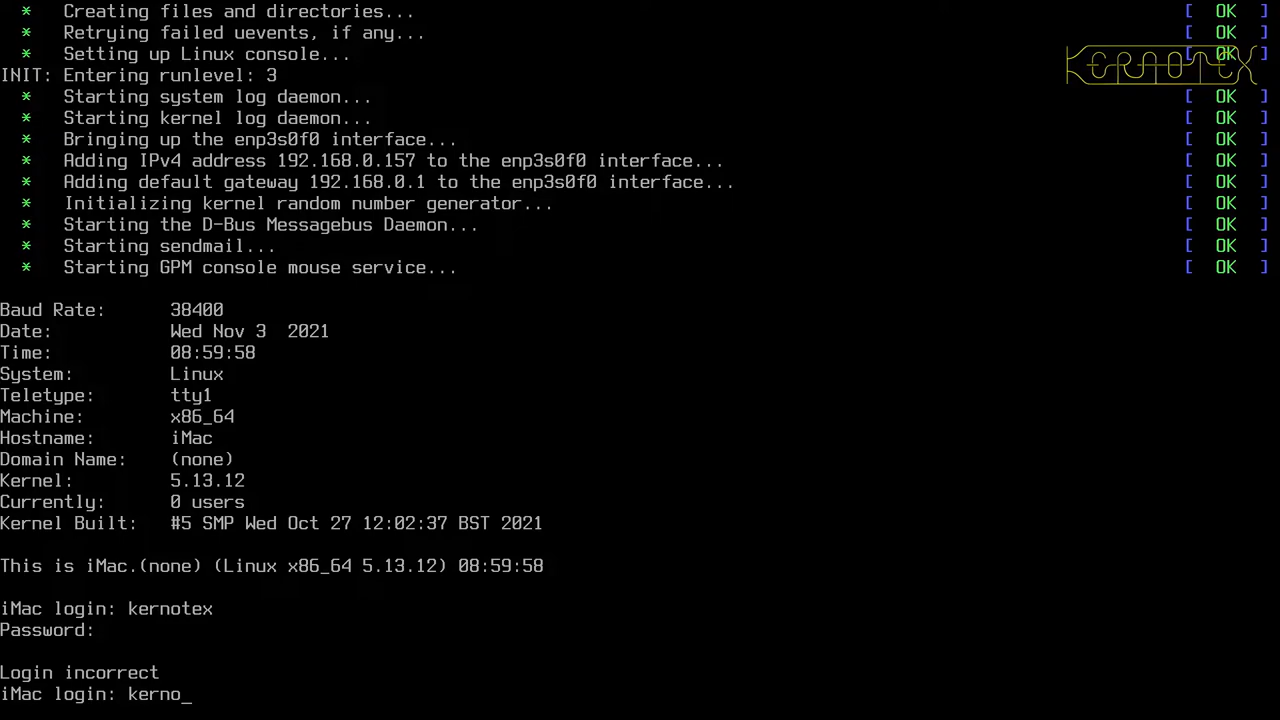 *   Creating files and directories...   [  OK  ]
*   Retrying failed uevents, if any...   [  OK  ]
*   Setting up Linux console...   [  OK  ]
KERNOTEX
INIT: Entering runlevel: 3
*   Starting system log daemon...   [  OK  ]
*   Starting kernel log daemon...   [  OK  ]
*   Bringing up the enp3s0f0 interface...   [  OK  ]
*   Adding IPv4 address 192.168.0.157 to the enp3s0f0 interface...   [  OK  ]
*   Adding default gateway 192.168.0.1 to the enp3s0f0 interface...   [  OK  ]
*   Initializing kernel random number generator...   [  OK  ]
*   Starting the D-Bus Messagebus Daemon...   [  OK  ]
*   Starting sendmail...   [  OK  ]
*   Starting GPM console mouse service...   [  OK  ]
Baud Rate:      38400
Date:           Wed Nov 3  2021
Time:           08:59:58
System:         Linux
Teletype:       tty1
Machine:        x86_64
Hostname:       iMac
Domain Name:    (none)
Kernel:         5.13.12
Currently:      0 users
Kernel Built:   #5 SMP Wed Oct 27 12:02:37 BST 2021
This is iMac.(none) (Linux x86_64 5.13.12) 08:59:58
iMac login: kernotex
Password:
Login incorrect
iMac login: kerno_